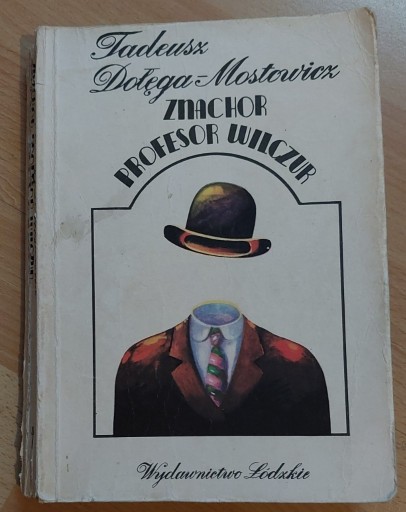 Tadeusz
Dołęga-Mostowicz
ZNACHOR
PROFESOR WILCZUR
Wydawnictwo Łódzkie